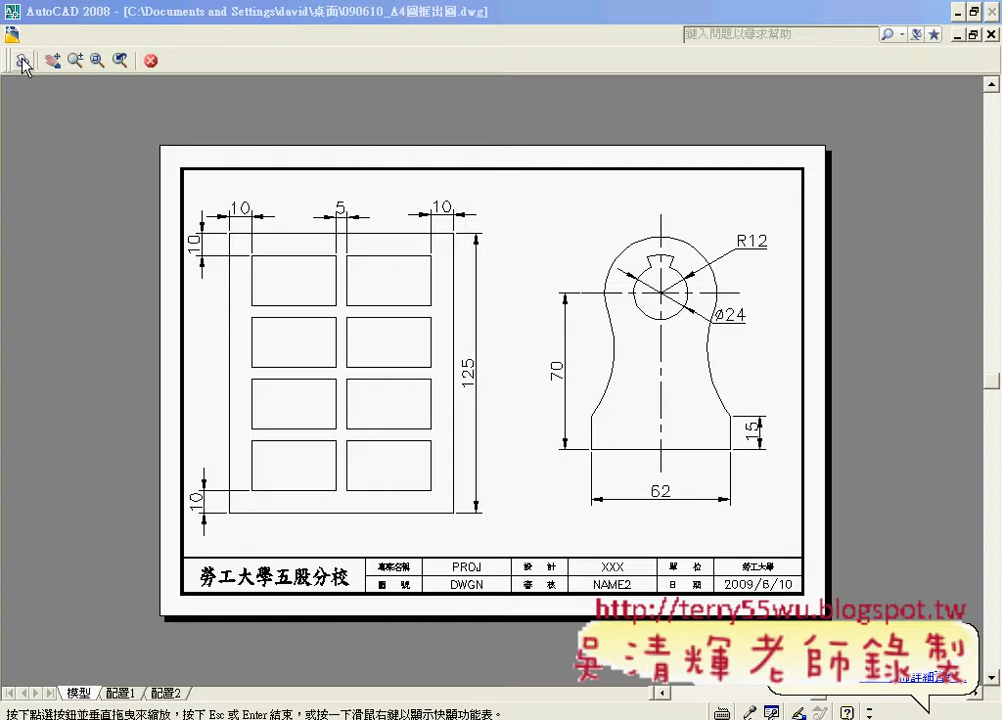 AutoCAD 2008 - [C:\Documents and Settings\david\桌面\090610_A4圖框出圖.dwg]
鍵入問題以尋求幫助
10
5
10
10
125
10
R12
Ø24
70
15
62
勞工大學五股分校
專案名稱 PROJ 設 計 XXX 單 位 勞工大學
圖 號 DWGN 審 核 NAME2 日 期 2009/6/10
http://terry55wu.blogspot.tw
吳清輝老師錄製
模型 配置1 配置2
按下點選按鈕並垂直拖曳來縮放，按下 Esc 或 Enter 結束，或按一下滑鼠右鍵以顯示快顯功能表。